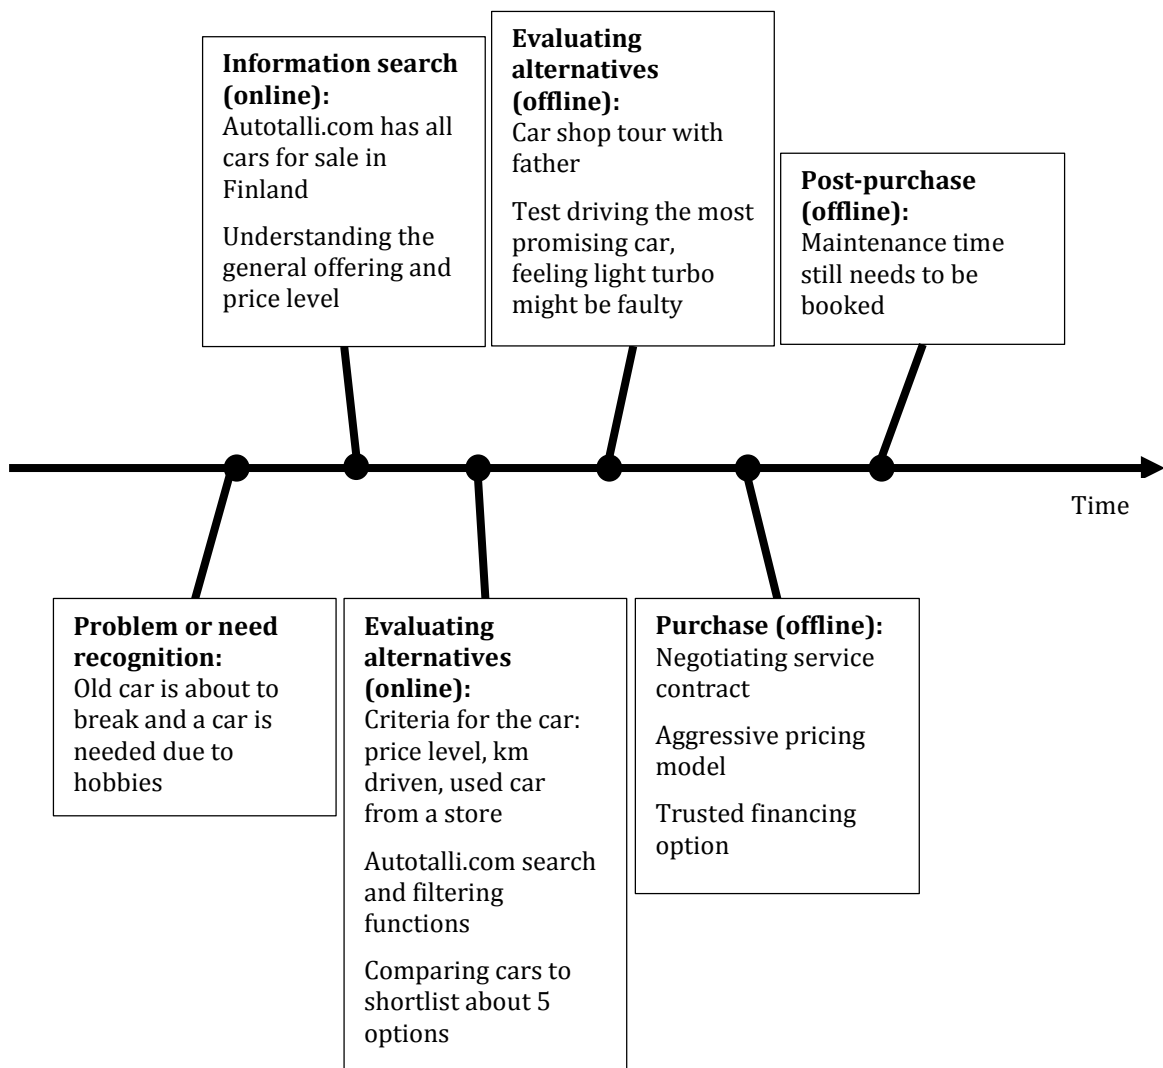 Information search
(online):
Autotalli.com has all
cars for sale in
Finland
Understanding the
general offering and
price level
Evaluating
alternatives
(offline):
Car shop tour with
father
Test driving the most
promising car,
feeling light turbo
might be faulty
Post-purchase
(offline):
Maintenance time
still needs to be
booked
Time
Problem or need
recognition:
Old car is about to
break and a car is
needed due to
hobbies
Evaluating
alternatives
(online):
Criteria for the car:
price level, km
driven, used car
from a store
Autotalli.com search
and filtering
functions
Comparing cars to
shortlist about 5
options
Purchase (offline):
Negotiating service
contract
Aggressive pricing
model
Trusted financing
option